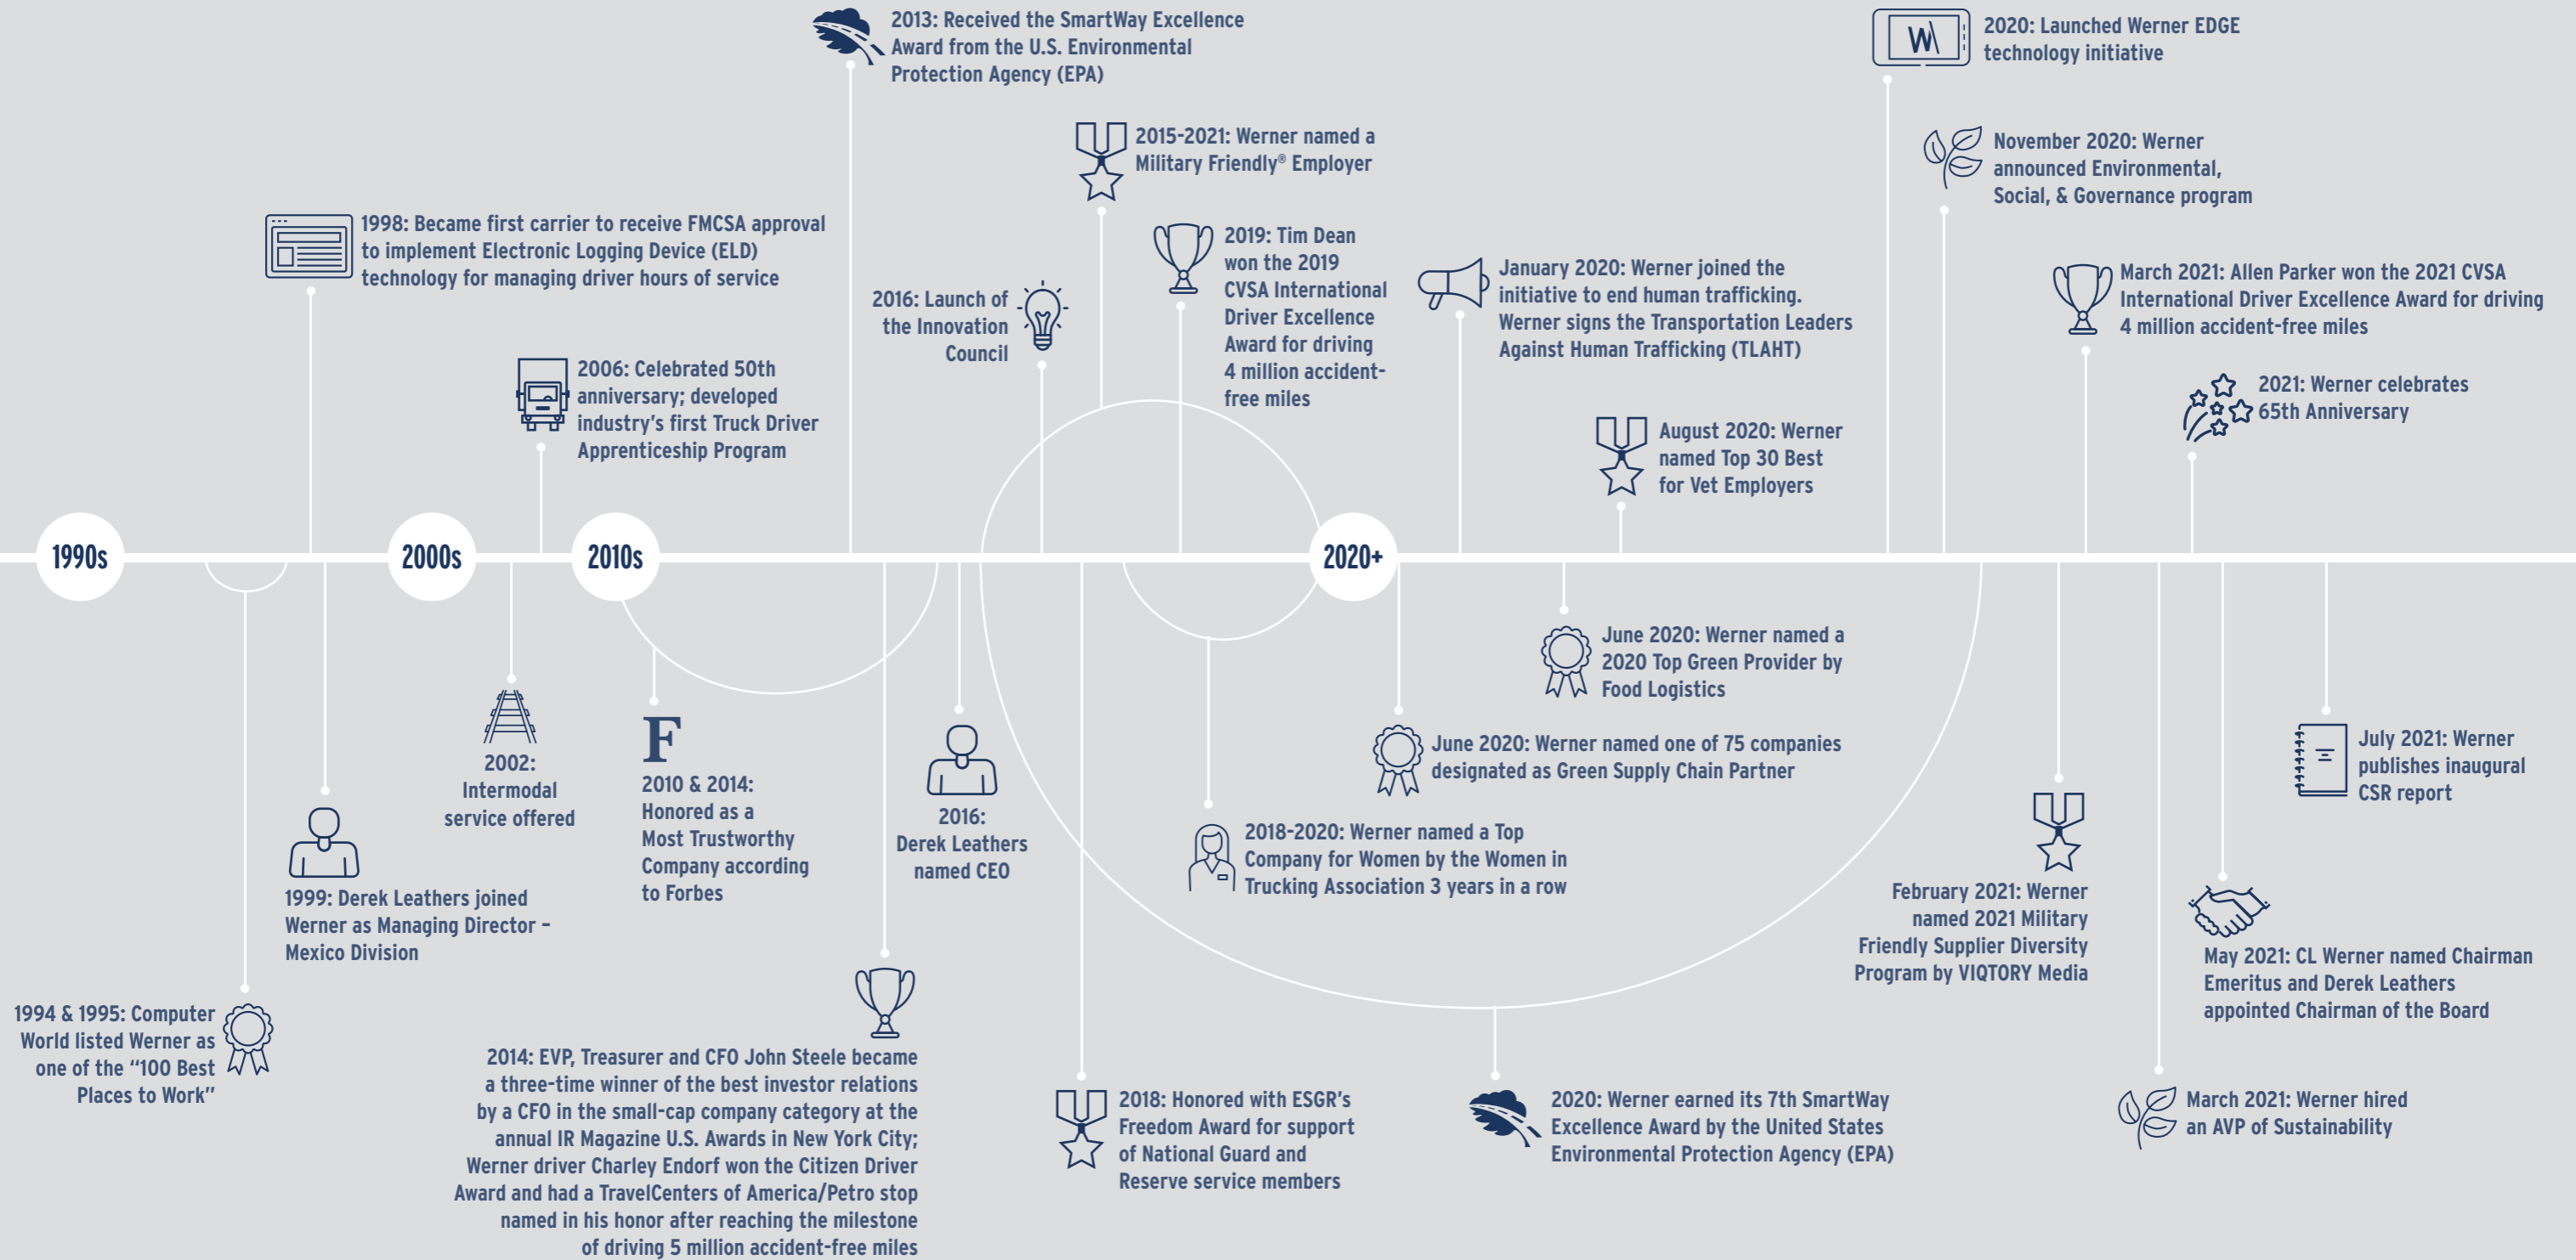 2013: Received the SmartWay Excellence
Award from the U.S. Environmental
Protection Agency (EPA)
2020: Launched Werner EDGE
technology initiative
W
2015-2021: Werner named a
Military Friendly® Employer
November 2020: Werner
announced Environmental,
Social, & Governance program
1998: Became first carrier to receive FMCSA approval
to implement Electronic Logging Device (ELD)
technology for managing driver hours of service
2019: Tim Dean
won the 2019
CVSA International
Driver Excellence
Award for driving
4 million accident-
free miles
January 2020: Werner joined the
initiative to end human trafficking.
Werner signs the Transportation Leaders
Against Human Trafficking (TLAHT)
March 2021: Allen Parker won the 2021 CVSA
International Driver Excellence Award for driving
4 million accident-free miles
2016: Launch of
the Innovation
Council
2006: Celebrated 50th
anniversary; developed
industry's first Truck Driver
Apprenticeship Program
2021: Werner celebrates
65th Anniversary
August 2020: Werner
named Top 30 Best
for Vet Employers
1990s
2000s
2010s
2020+
June 2020: Werner named a
2020 Top Green Provider by
Food Logistics
2002:
Intermodal
service offered
F
2010 & 2014:
Honored as a
Most Trustworthy
Company according
to Forbes
2016:
Derek Leathers
named CEO
June 2020: Werner named one of 75 companies
designated as Green Supply Chain Partner
July 2021: Werner
publishes inaugural
CSR report
2018-2020: Werner named a Top
Company for Women by the Women in
Trucking Association 3 years in a row
1999: Derek Leathers joined
Werner as Managing Director –
Mexico Division
February 2021: Werner
named 2021 Military
Friendly Supplier Diversity
Program by VIQTORY Media
May 2021: CL Werner named Chairman
Emeritus and Derek Leathers
appointed Chairman of the Board
1994 & 1995: Computer
World listed Werner as
one of the “100 Best
Places to Work”
2014: EVP, Treasurer and CFO John Steele became
a three-time winner of the best investor relations
by a CFO in the small-cap company category at the
annual IR Magazine U.S. Awards in New York City;
Werner driver Charley Endorf won the Citizen Driver
Award and had a TravelCenters of America/Petro stop
named in his honor after reaching the milestone
of driving 5 million accident-free miles
2018: Honored with ESGR's
Freedom Award for support
of National Guard and
Reserve service members
2020: Werner earned its 7th SmartWay
Excellence Award by the United States
Environmental Protection Agency (EPA)
March 2021: Werner hired
an AVP of Sustainability